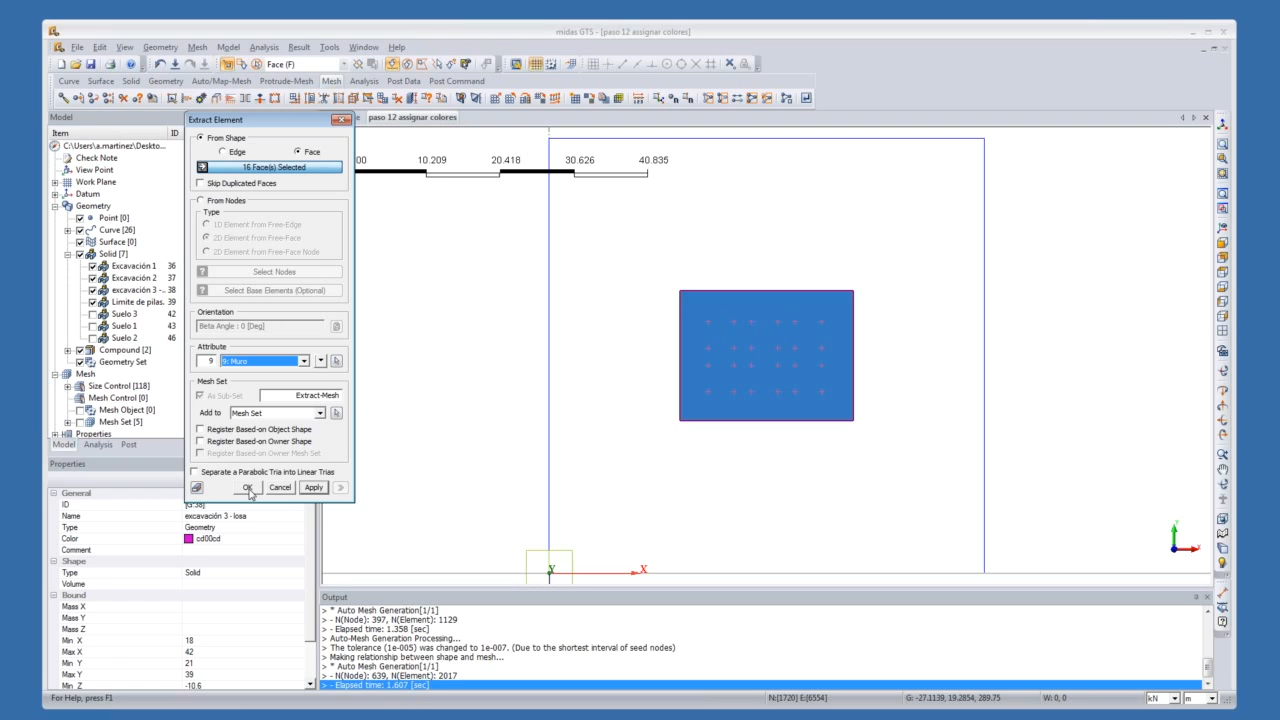 midas GTS - [paso 12 assignar colores]
File Edit View Geometry Mesh Model Analysis Result Tools Window Help
Face (F)
Curve Surface Solid Geometry Auto/Map-Mesh Protrude-Mesh Mesh Analysis Post Data Post Command
Model
Extract Element
paso 12 assignar colores
Item ID
C:\Users\a.martinez\Deskto...
Check Note
View Point
Work Plane
Datum
Geometry
Point [0]
Curve [26]
Surface [0]
Solid [7]
Excavación 1 36
Excavación 2 37
excavación 3 -.. 38
Limite de pilas. 39
Suelo 3 42
Suelo 1 43
Suelo 2 46
Compound [2]
Geometry Set
Mesh
Size Control [118]
Mesh Control [0]
Mesh Object [0]
Mesh Set [5]
Properties
Model Analysis Post
From Shape
Edge Face
16 Face(s) Selected
Skip Duplicated Faces
From Nodes
Type
1D Element from Free-Edge
2D Element from Free-Face
2D Element from Free-Face Node
Select Nodes
Select Base Elements (Optional)
Orientation
Beta Angle : 0 [Deg]
Attribute
9 9: Muro
Mesh Set
As Sub-Set Extract-Mesh
Add to Mesh Set
Register Based-on Object Shape
Register Based-on Owner Shape
Register Based-on Owner Mesh Set
Separate a Parabolic Tria into Linear Trias
OK Cancel Apply >>
10.209 20.418 30.626 40.835
Y X
Y X
Properties
General
ID [G:38]
Name excavación 3 - losa
Type Geometry
Color cd00cd
Comment
Shape
Type Solid
Volume
Bound
Mass X
Mass Y
Mass Z
Min X 18
Max X 42
Min Y 21
Max Y 39
Min Z -10.6
Output
> * Auto Mesh Generation[1/1]
> - N(Node): 397, N(Element): 1129
> - Elapsed time: 1.358 [sec]
> Auto-Mesh Generation Processing...
> The tolerance (1e-005) was changed to 1e-007. (Due to the shortest interval of seed nodes)
> Making relationship between shape and mesh...
> * Auto Mesh Generation[1/1]
> - N(Node): 639, N(Element): 2017
> - Elapsed time: 1.607 [sec]
For Help, press F1
N:[1720] E:[6554] G: -27.1139, 19.2854, 289.75 W: 0, 0 kN m